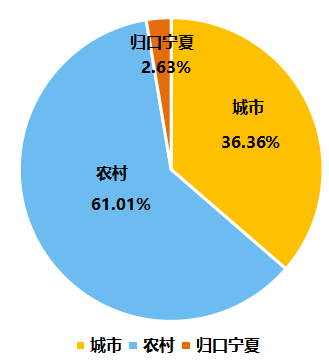 归口宁夏
2.63%
城市
36.36%
农村
61.01%
城市 农村 归口宁夏